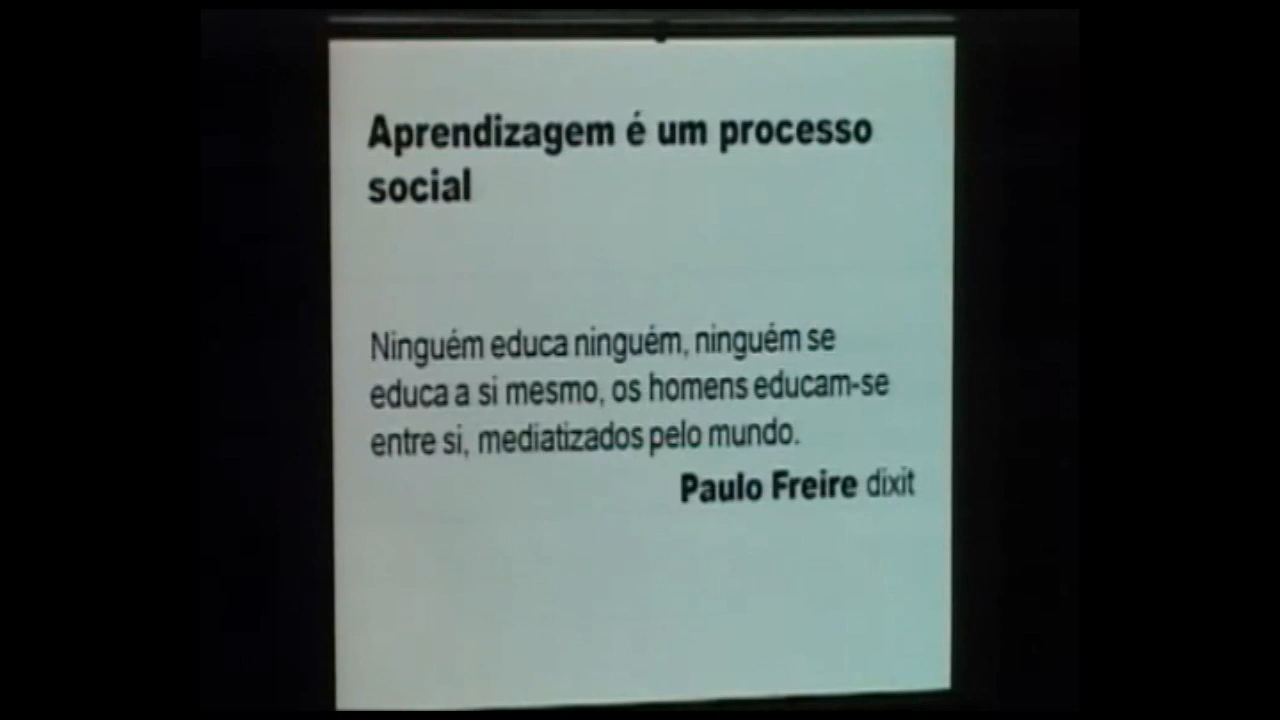 Aprendizagem é um processo
social
Ninguém educa ninguém, ninguém se
educa a si mesmo, os homens educam-se
entre si, mediatizados pelo mundo.
Paulo Freire dixit